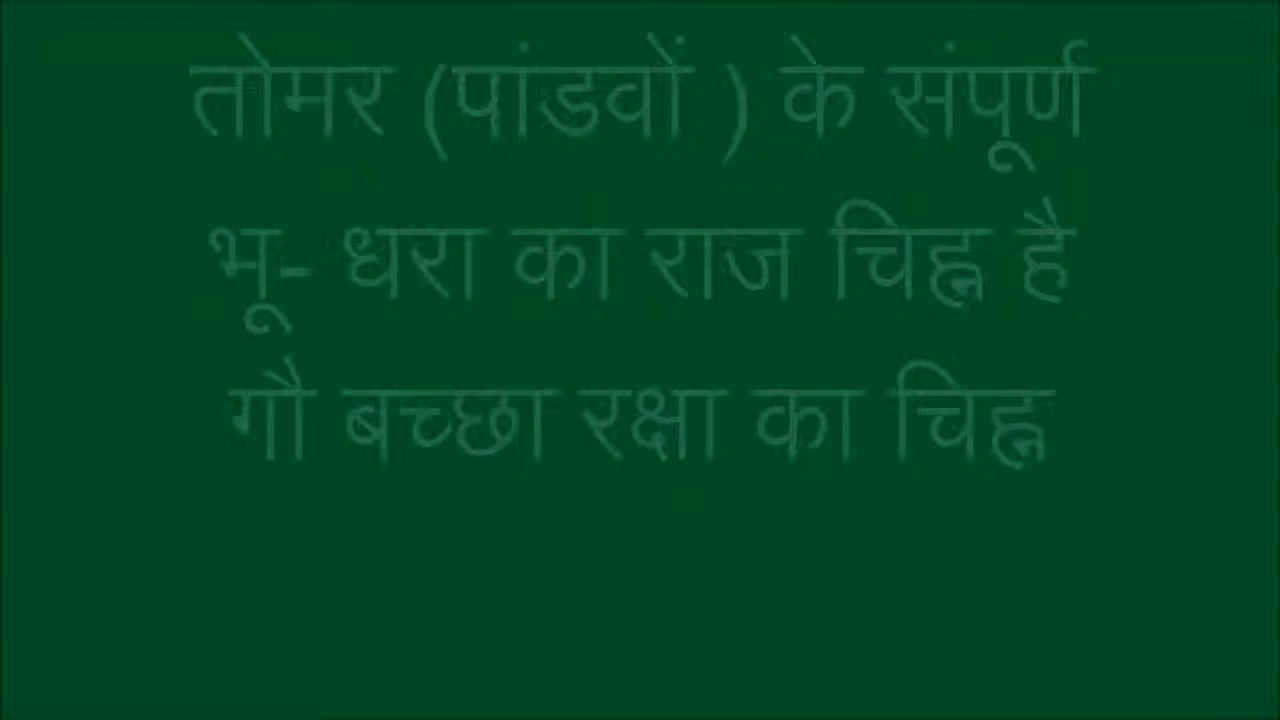 तोमर (पांडवों ) के संपूर्ण
भू- धरा का राज चिह्न है
गौ बच्छा रक्षा का चिह्न